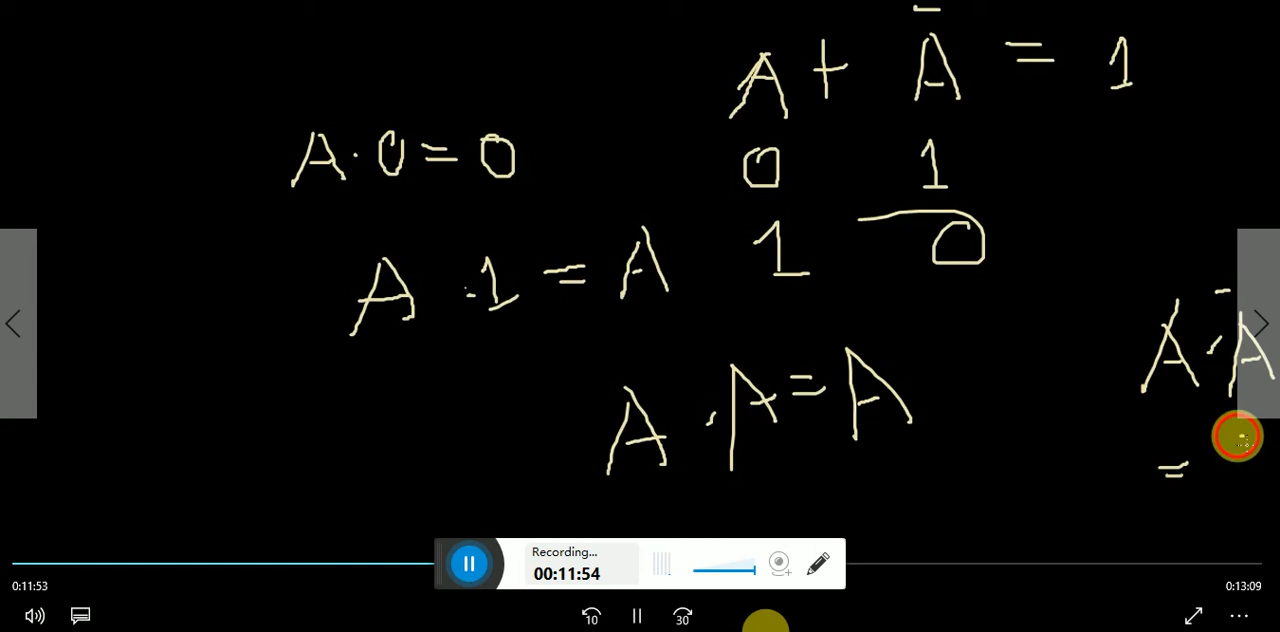 A + Ā = 1
A · 0 = 0
0 1
A · 1 = A
1 0
A · Ā
A · A = A
=
Recording...
00:11:54
0:11:53
0:13:09
10
30